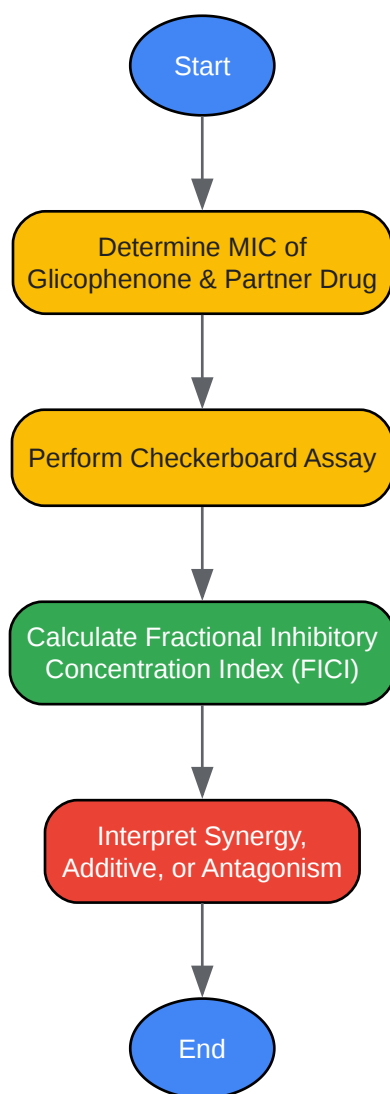 Start
Determine MIC of
Glicophenone & Partner Drug
Perform Checkerboard Assay
Calculate Fractional Inhibitory
Concentration Index (FICI)
Interpret Synergy,
Additive, or Antagonism
End